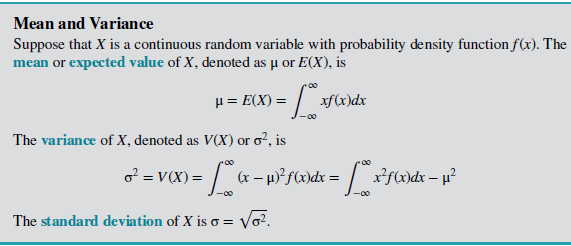 Mean and Variance
Suppose that X is a continuous random variable with probability density function f(x). The
mean or expected value of X, denoted as μ or E(X), is
μ = E(X) = ∫_{−∞}^{∞} xf(x)dx
The variance of X, denoted as V(X) or σ², is
σ² = V(X) = ∫_{−∞}^{∞} (x − μ)²f(x)dx = ∫_{−∞}^{∞} x²f(x)dx − μ²
The standard deviation of X is σ = √σ².